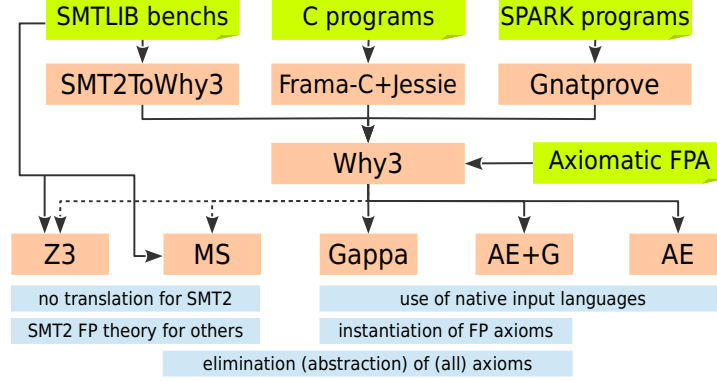 SMTLIB benchs
C programs
SPARK programs
SMT2ToWhy3
Frama-C+Jessie
Gnatprove
Why3
Axiomatic FPA
Z3
MS
Gappa
AE+G
AE
no translation for SMT2
use of native input languages
SMT2 FP theory for others
instantiation of FP axioms
elimination (abstraction) of (all) axioms